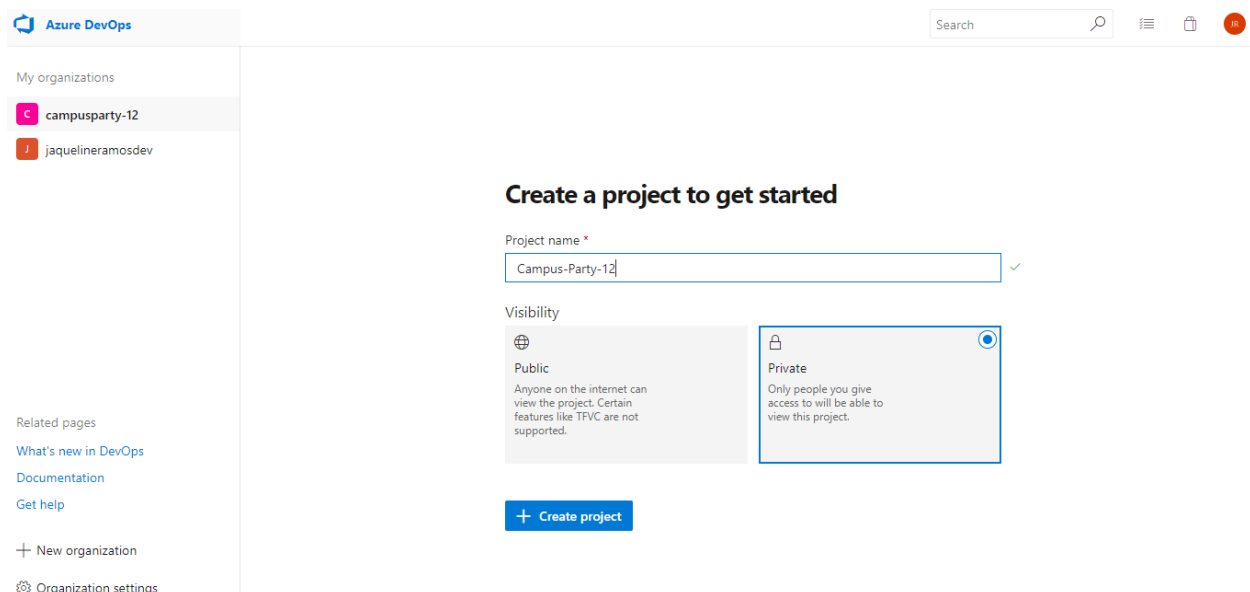 Azure DevOps
Search
JR
My organizations
C campusparty-12
J jaquelineramosdev
Create a project to get started
Project name *
Campus-Party-12
Visibility
Public
Anyone on the internet can
view the project. Certain
features like TFVC are not
supported.
Private
Only people you give
access to will be able to
view this project.
+ Create project
Related pages
What's new in DevOps
Documentation
Get help
+ New organization
Organization settings